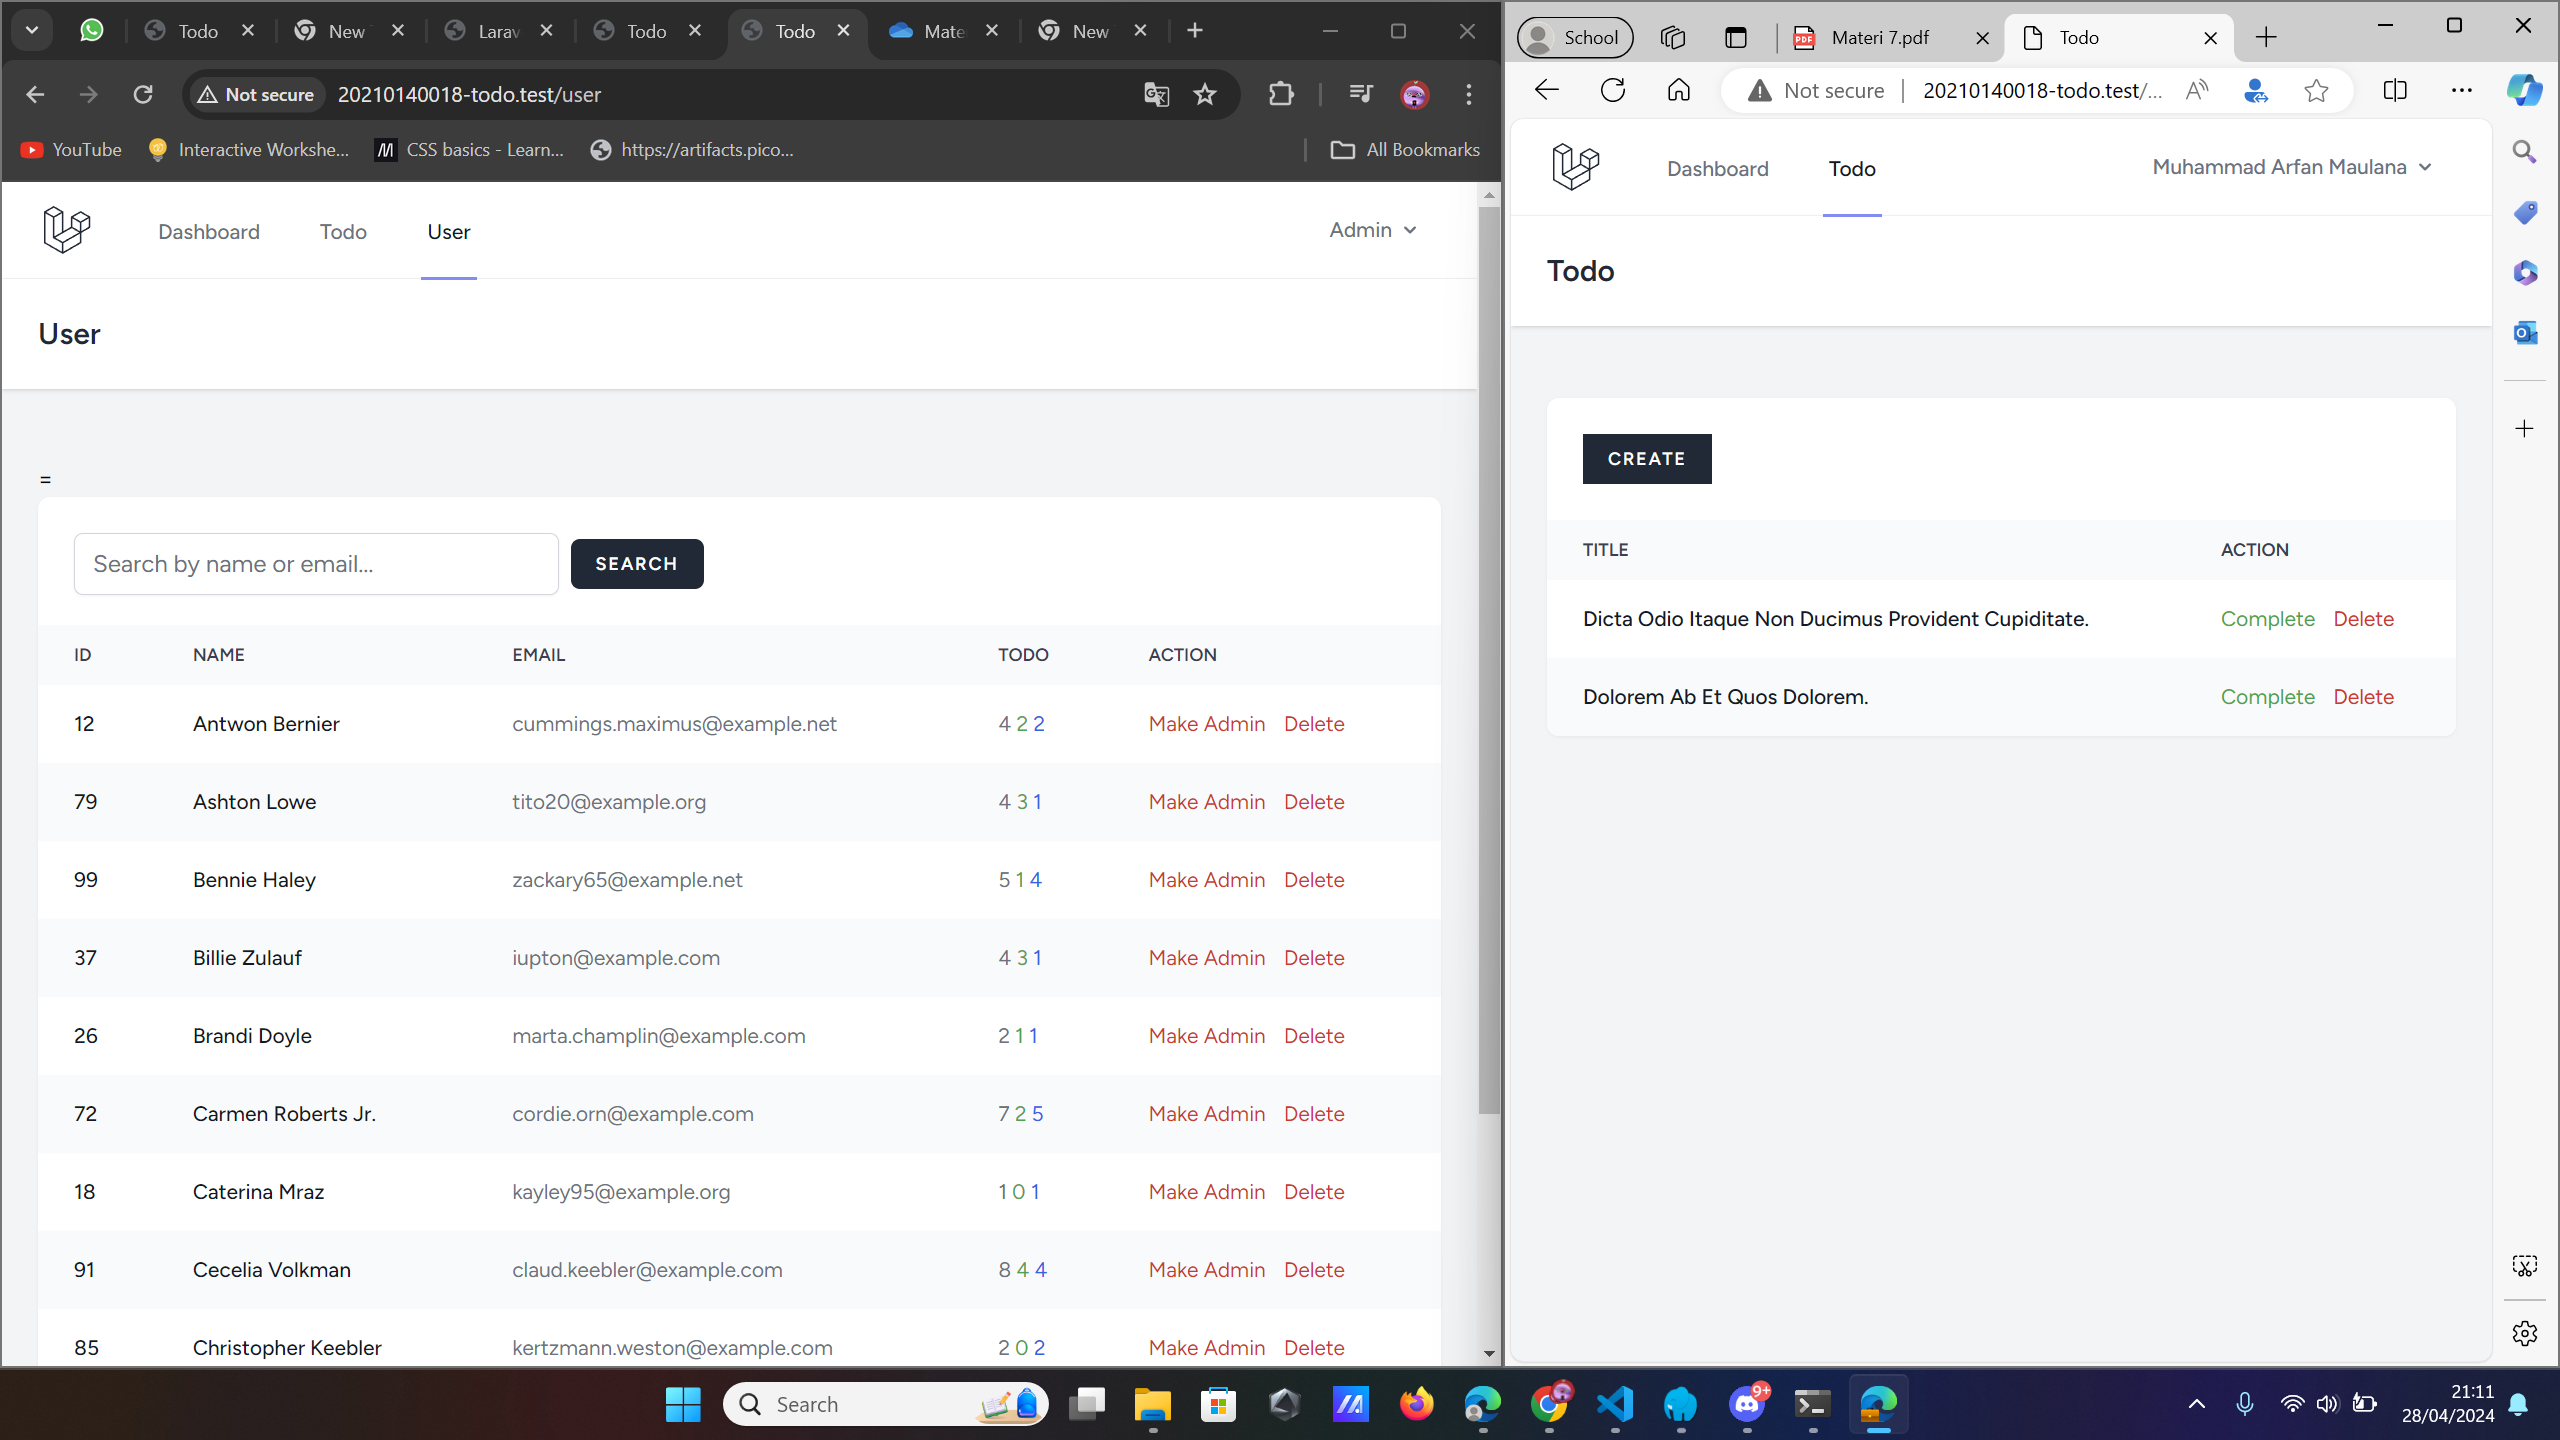 Todo
New
Larav
Todo
Todo
Mate
New
Not secure
20210140018-todo.test/user
YouTube
Interactive Workshe...
CSS basics - Learn...
https://artifacts.pico...
All Bookmarks
Dashboard
Todo
User
Admin
User
=
Search by name or email...
SEARCH
ID NAME EMAIL TODO ACTION
12 Antwon Bernier cummings.maximus@example.net 4 2 2 Make Admin Delete
79 Ashton Lowe tito20@example.org 4 3 1 Make Admin Delete
99 Bennie Haley zackary65@example.net 5 1 4 Make Admin Delete
37 Billie Zulauf iupton@example.com 4 3 1 Make Admin Delete
26 Brandi Doyle marta.champlin@example.com 2 1 1 Make Admin Delete
72 Carmen Roberts Jr. cordie.orn@example.com 7 2 5 Make Admin Delete
18 Caterina Mraz kayley95@example.org 1 0 1 Make Admin Delete
91 Cecelia Volkman claud.keebler@example.com 8 4 4 Make Admin Delete
85 Christopher Keebler kertzmann.weston@example.com 2 0 2 Make Admin Delete
School
Materi 7.pdf
Todo
Not secure
20210140018-todo.test/...
Dashboard
Todo
Muhammad Arfan Maulana
Todo
CREATE
TITLE ACTION
Dicta Odio Itaque Non Ducimus Provident Cupiditate. Complete Delete
Dolorem Ab Et Quos Dolorem. Complete Delete
Search
9+
21:11
28/04/2024